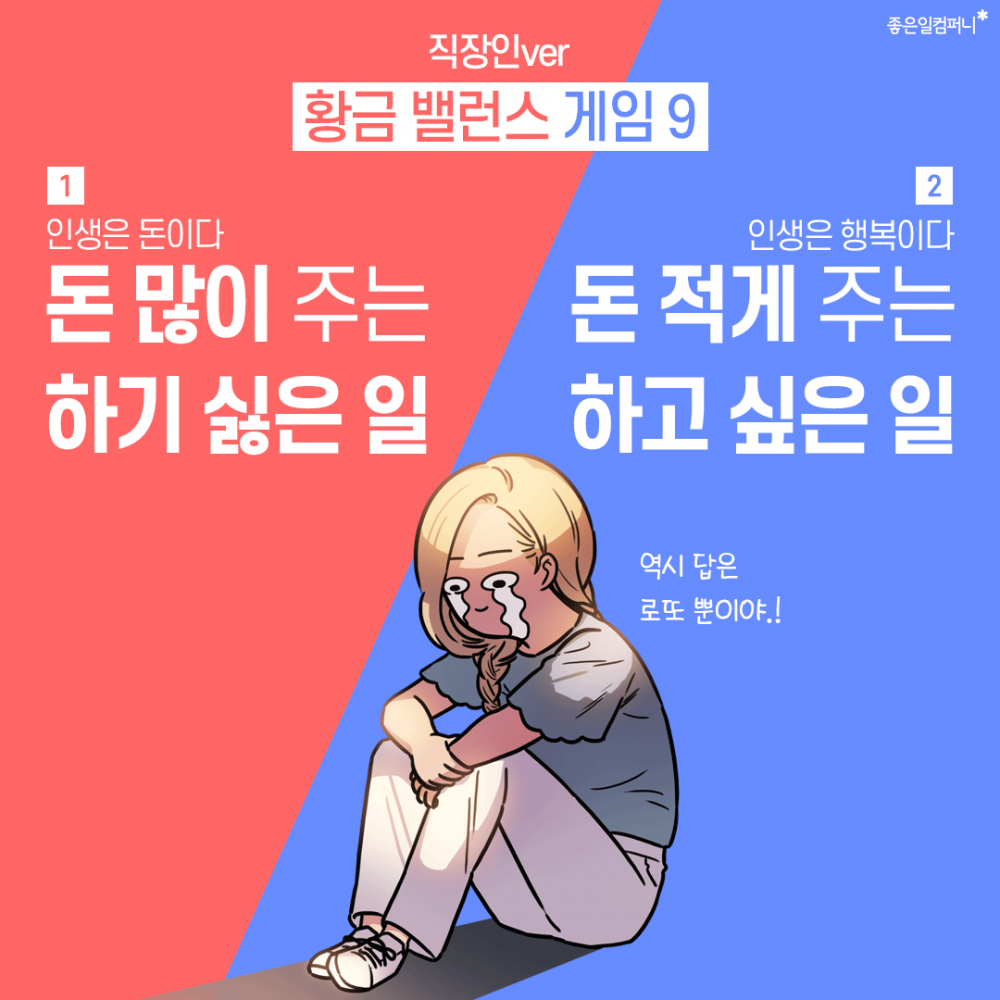 좋은일컴퍼니*
직장인ver
황금 밸런스 게임 9
1
인생은 돈이다
돈 많이 주는
하기 싫은 일
2
인생은 행복이다
돈 적게 주는
하고 싶은 일
역시 답은
로또 뿐이야.!